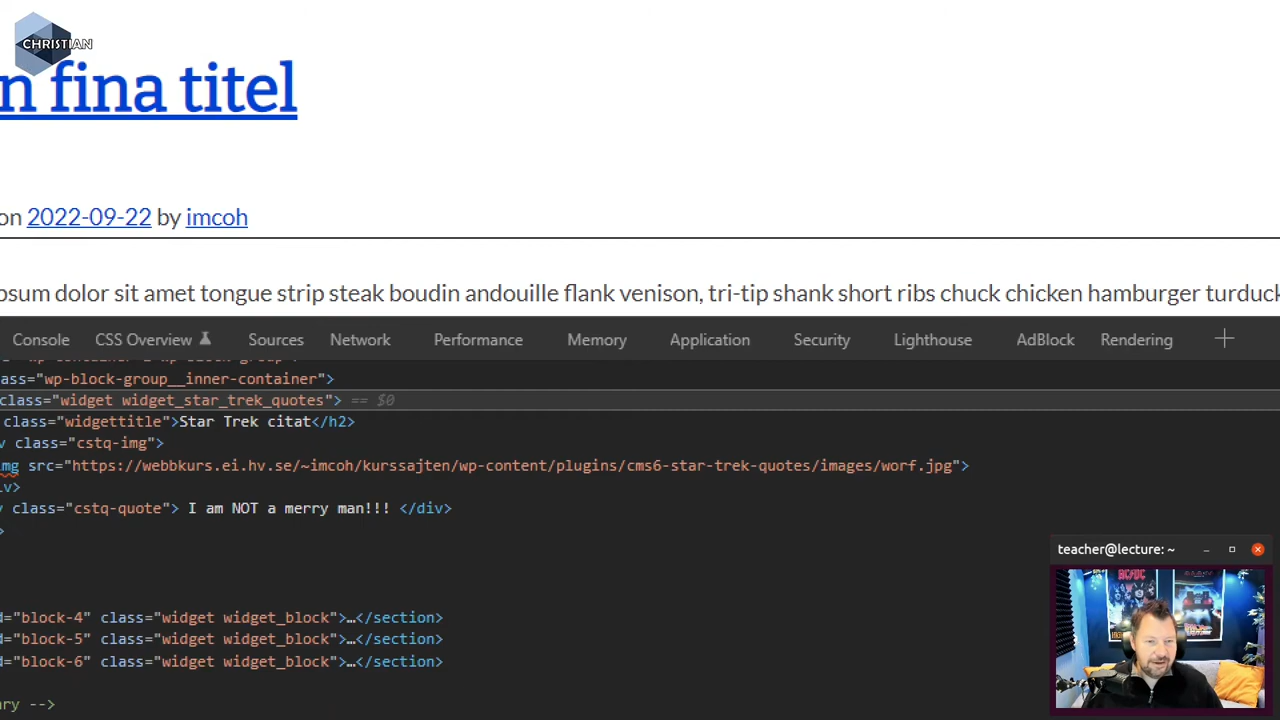 CHRISTIAN
n fina titel
on 2022-09-22 by imcoh
psum dolor sit amet tongue strip steak boudin andouille flank venison, tri-tip shank short ribs chuck chicken hamburger turduck
Console CSS Overview Sources Network Performance Memory Application Security Lighthouse AdBlock Rendering
ass="wp-block-group__inner-container">
class="widget widget_star_trek_quotes"> == $0
class="widgettitle">Star Trek citat</h2>
v class="cstq-img">
img src="https://webbkurs.ei.hv.se/~imcoh/kurssajten/wp-content/plugins/cms6-star-trek-quotes/images/worf.jpg">
iv>
v class="cstq-quote"> I am NOT a merry man!!! </div>
>
teacher@lecture: ~
AC/DC
d="block-4" class="widget widget_block">…</section>
d="block-5" class="widget widget_block">…</section>
d="block-6" class="widget widget_block">…</section>
ary -->